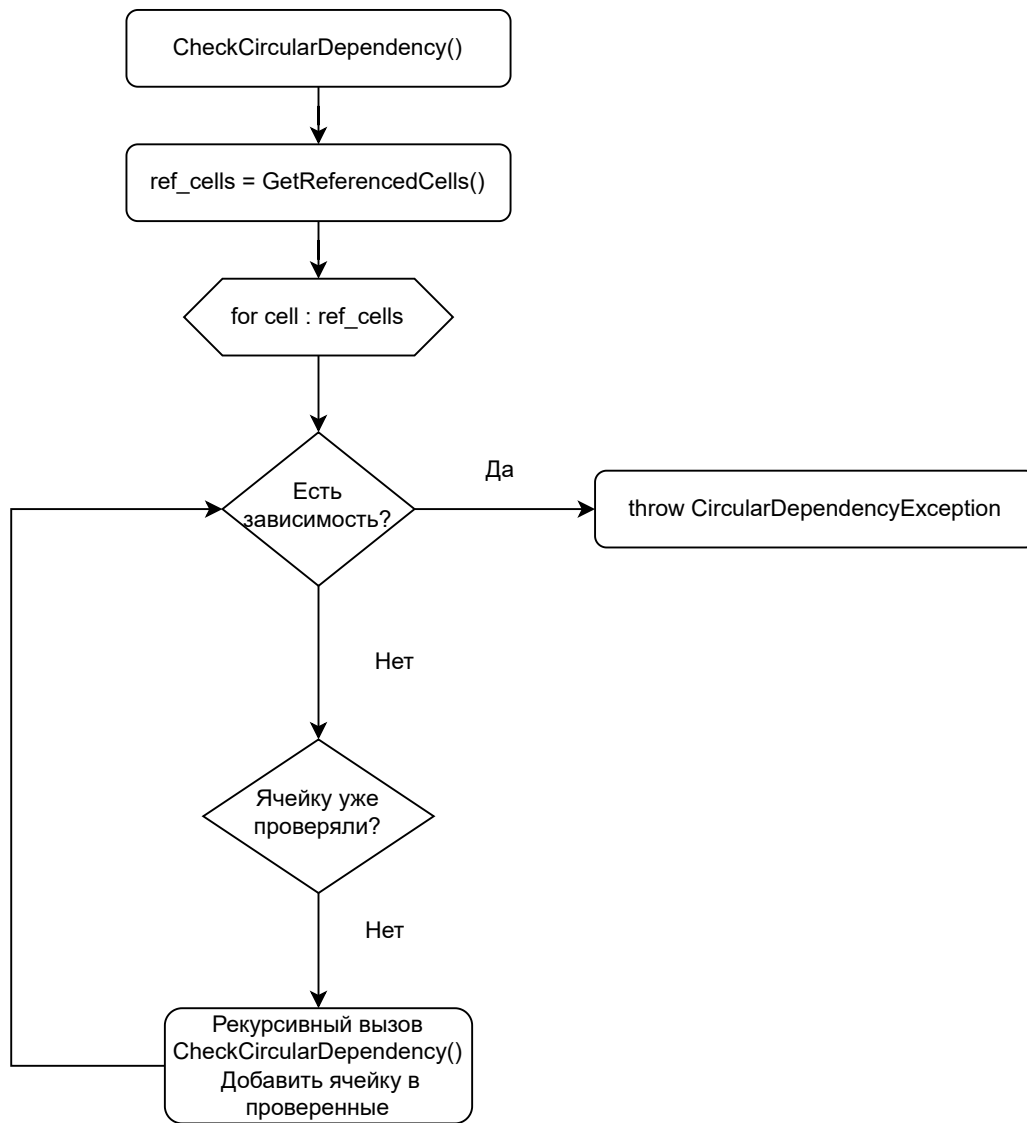 CheckCircularDependency()
ref_cells = GetReferencedCells()
for cell : ref_cells
Есть
зависимость?
Да
throw CircularDependencyException
Нет
Ячейку уже
проверяли?
Нет
Рекурсивный вызов
CheckCircularDependency()
Добавить ячейку в
проверенные